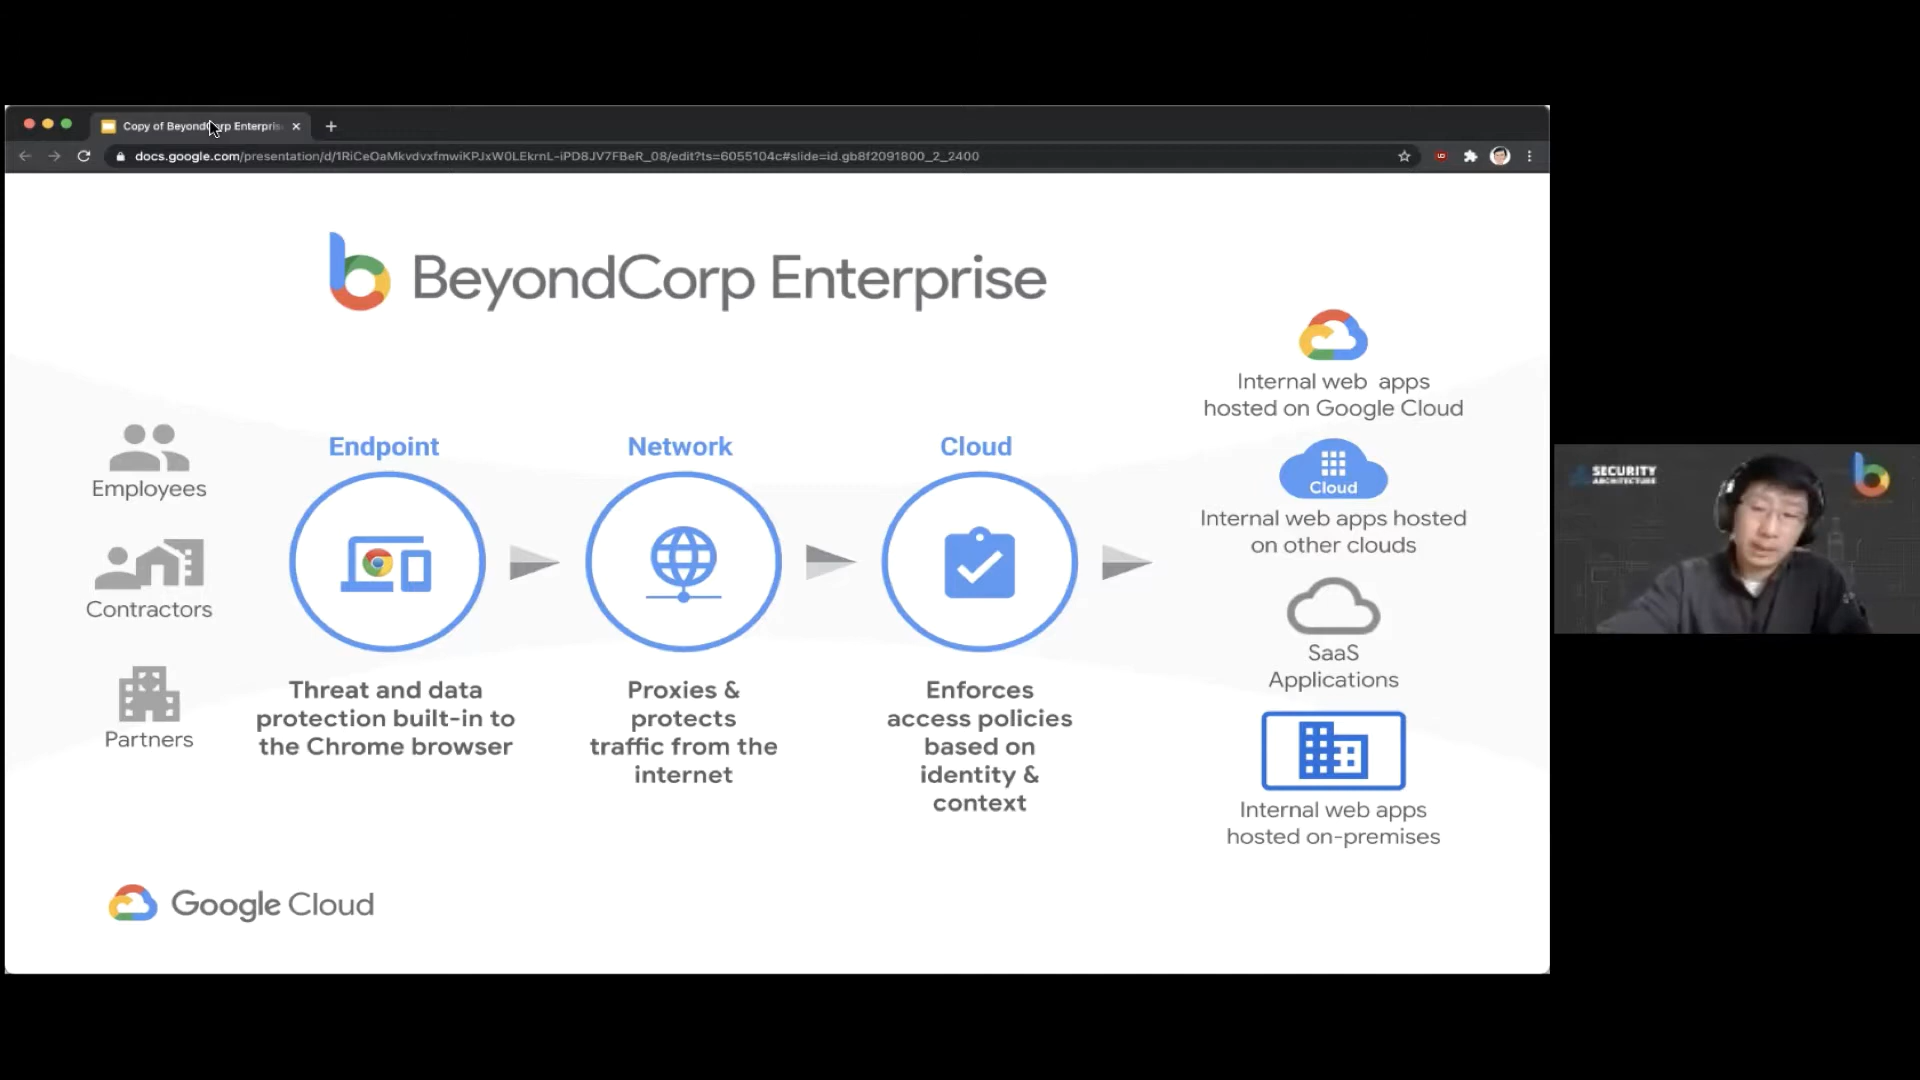 Copy of BeyondCorp Enterpris
docs.google.com/presentation/d/1RiCeOaMkvdvxfmwiKPJxW0LEkrnL-iPD8JV7FBeR_08/edit?ts=6055104c#slide=id.gb8f2091800_2_2400
BeyondCorp Enterprise
Employees
Contractors
Partners
Endpoint
Threat and data
protection built-in to
the Chrome browser
Network
Proxies &
protects
traffic from the
internet
Cloud
Enforces
access policies
based on
identity &
context
Internal web apps
hosted on Google Cloud
Cloud
Internal web apps hosted
on other clouds
SaaS
Applications
Internal web apps
hosted on-premises
Google Cloud
SECURITY
ARCHITECTURE